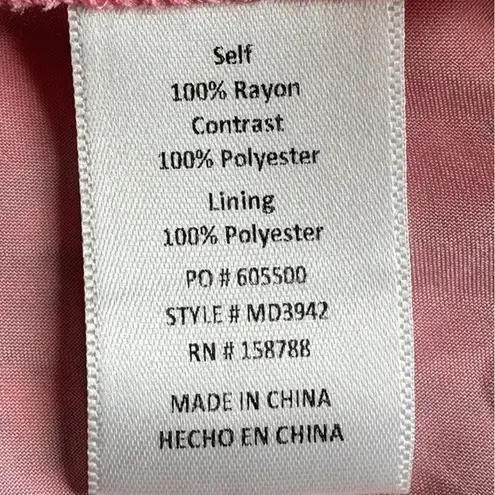 Self
100% Rayon
Contrast
100% Polyester
Lining
100% Polyester
PO # 605500
STYLE # MD3942
RN # 158788
MADE IN CHINA
HECHO EN CHINA